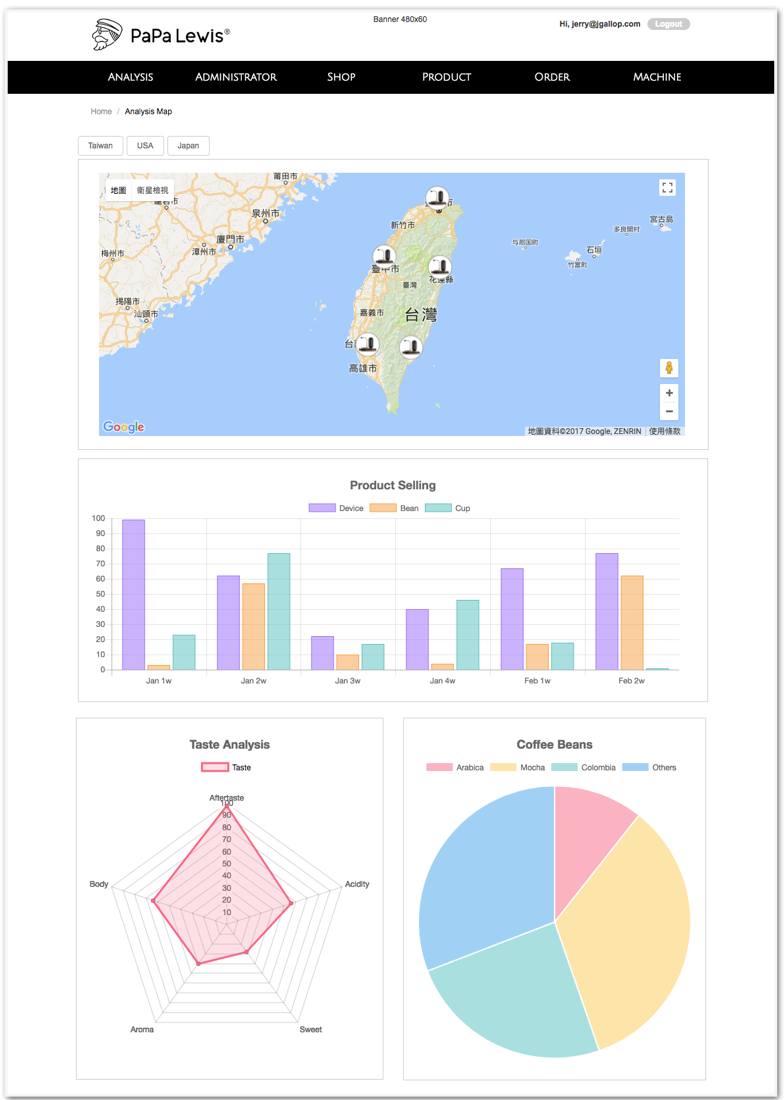 Banner 480x60
PaPa Lewis®
Hi, jerry@jgallop.com Logout
ANALYSIS ADMINISTRATOR SHOP PRODUCT ORDER MACHINE
Home / Analysis Map
Taiwan USA Japan
莆田市
地圖 衛星檢視
泉州市
新竹市
宮古島
廈門市
多良間村
与那国町
石垣
漳州市
梅州市
竹富町
臺中市
花蓮縣
臺灣
揭陽市
汕頭市
嘉義市
台灣
高雄市
Google
地圖資料©2017 Google, ZENRIN 使用條款
Product Selling
Device Bean Cup
100
90
80
70
60
50
40
30
20
10
0
Jan 1w Jan 2w Jan 3w Jan 4w Feb 1w Feb 2w
Taste Analysis
Taste
Aftertaste
100
90
80
70
60
50
40
30
20
10
Body
Acidity
Aroma
Sweet
Coffee Beans
Arabica Mocha Colombia Others